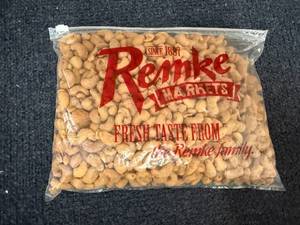 SINCE 1897
Remke
MARKETS
FRESH TASTE FROM
the Remke family.